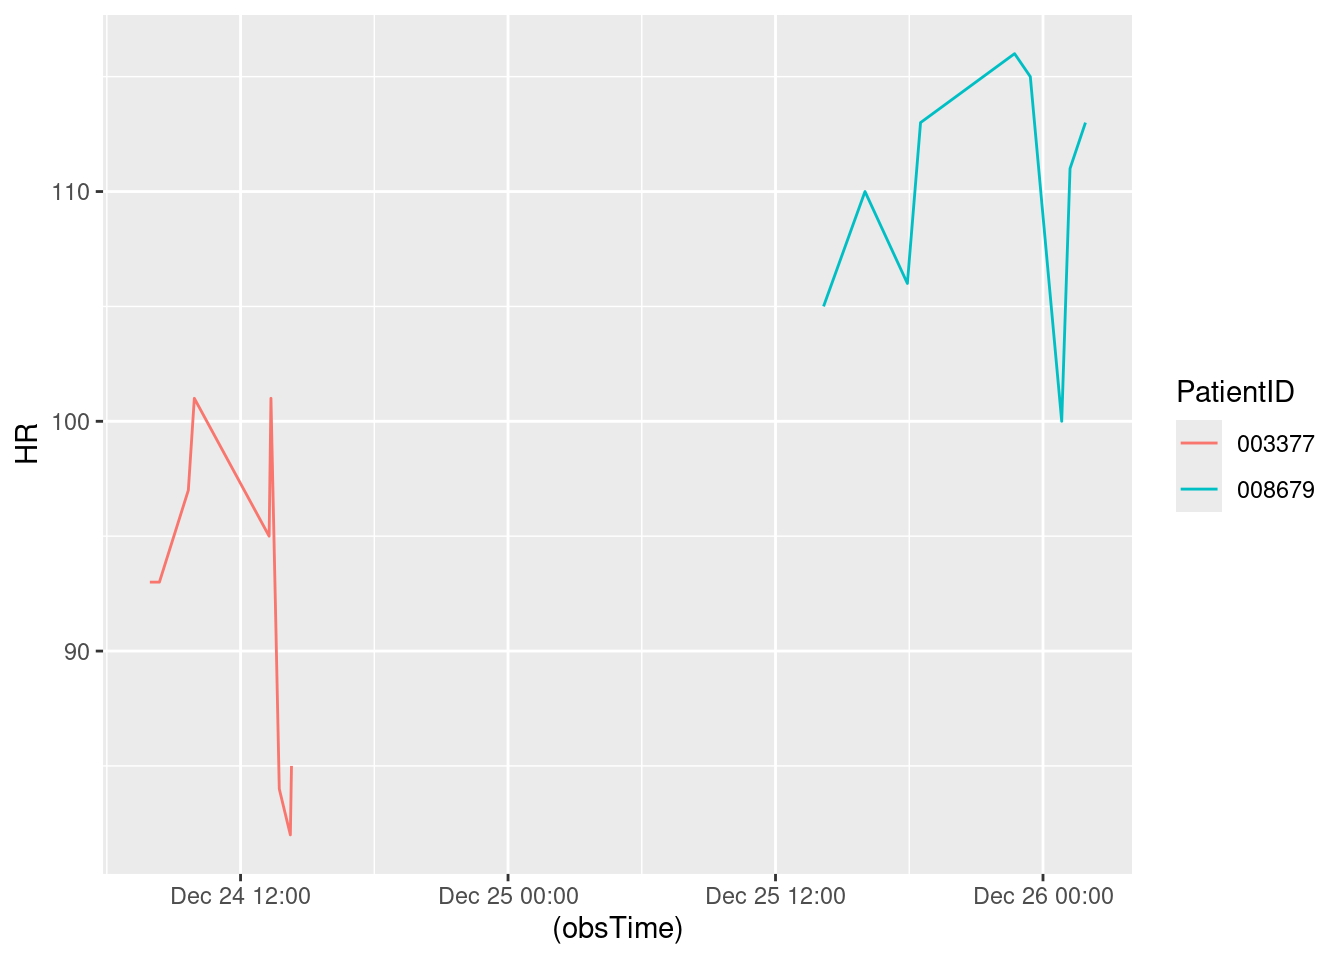 110
100
90
HR
Dec 24 12:00
Dec 25 00:00
Dec 25 12:00
Dec 26 00:00
(obsTime)
PatientID
003377
008679